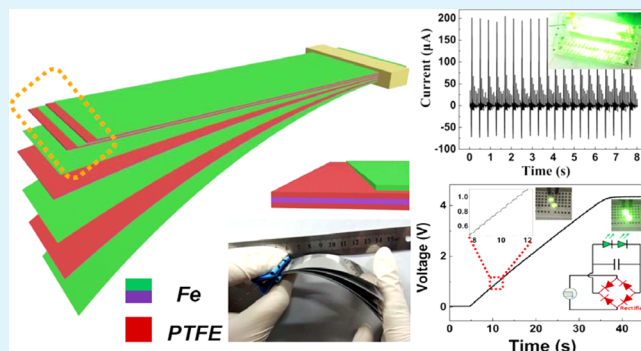 Fe
PTFE
Current (µA)
200
150
100
50
0
-50
-100
0 1 2 3 4 5 6 7 8
Time (s)
Voltage (V)
4
2
0
0 20 40
Time (s)
1.0
0.8
0.6
8 10 12
Rectifier